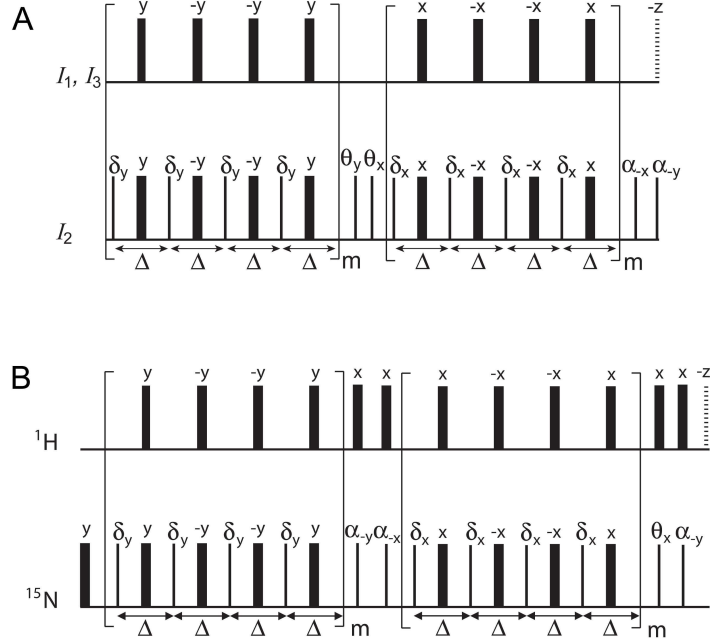 A
y -y -y y x -x -x x -z
I₁, I₃
δy y δy -y δy -y δy y θy θx δx x δx -x δx -x δx x α-x α-y
I₂
Δ Δ Δ Δ m Δ Δ Δ Δ m
B
y -y -y y x x x -x -x x x x -z
¹H
y δy y δy -y δy -y δy y α-y α-x δx x δx -x δx -x δx x θx α-y
¹⁵N
Δ Δ Δ Δ m Δ Δ Δ Δ m